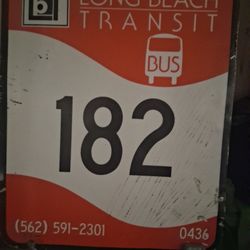 b
LONG BEACH
TRANSIT
BUS
182
(562) 591-2301
0436